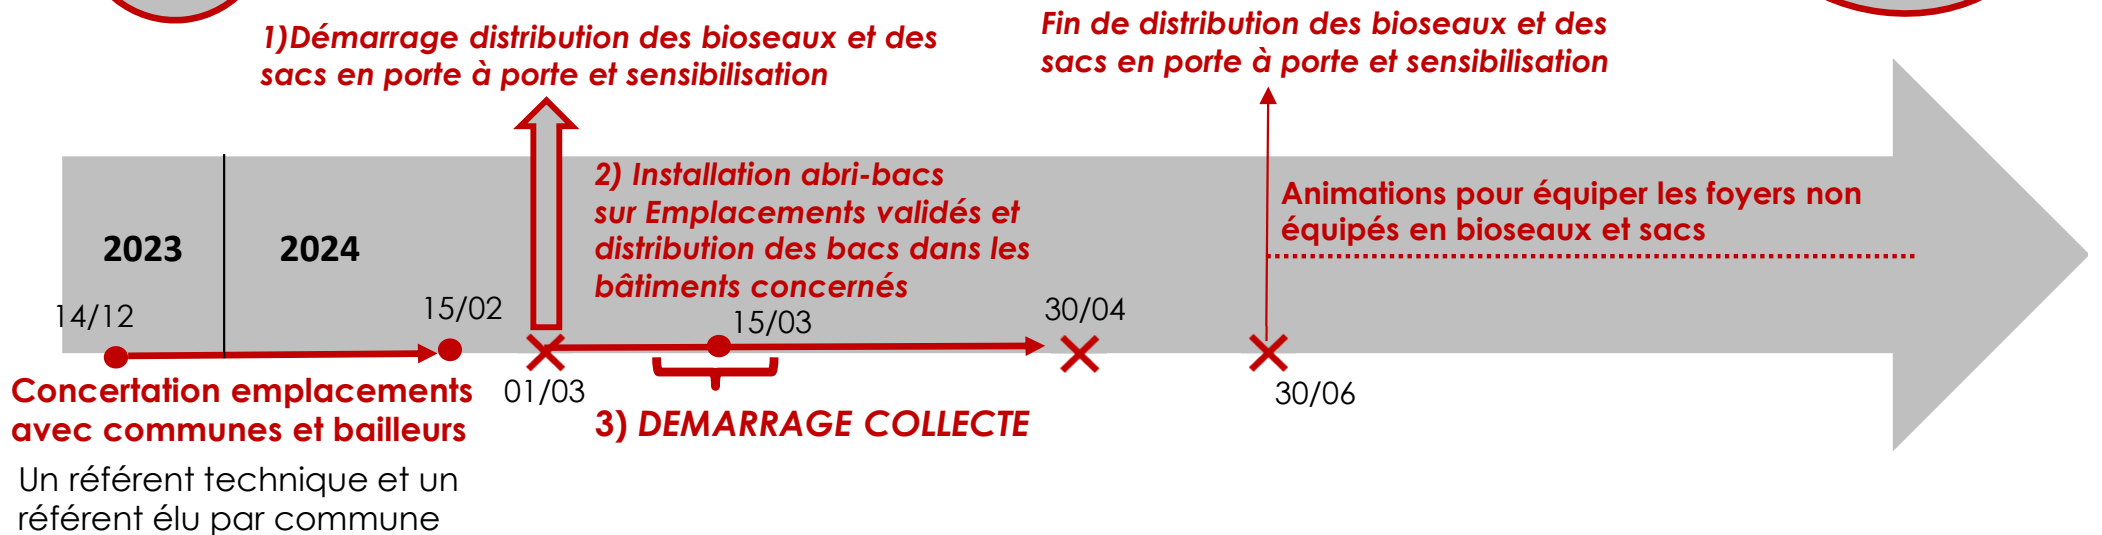 1)Démarrage distribution des bioseaux et des
sacs en porte à porte et sensibilisation
Fin de distribution des bioseaux et des
sacs en porte à porte et sensibilisation
2) Installation abri-bacs
sur Emplacements validés et
distribution des bacs dans les
bâtiments concernés
Animations pour équiper les foyers non
équipés en bioseaux et sacs
2023
2024
14/12
15/02
15/03
30/04
01/03
30/06
Concertation emplacements
avec communes et bailleurs
3) DEMARRAGE COLLECTE
Un référent technique et un
référent élu par commune